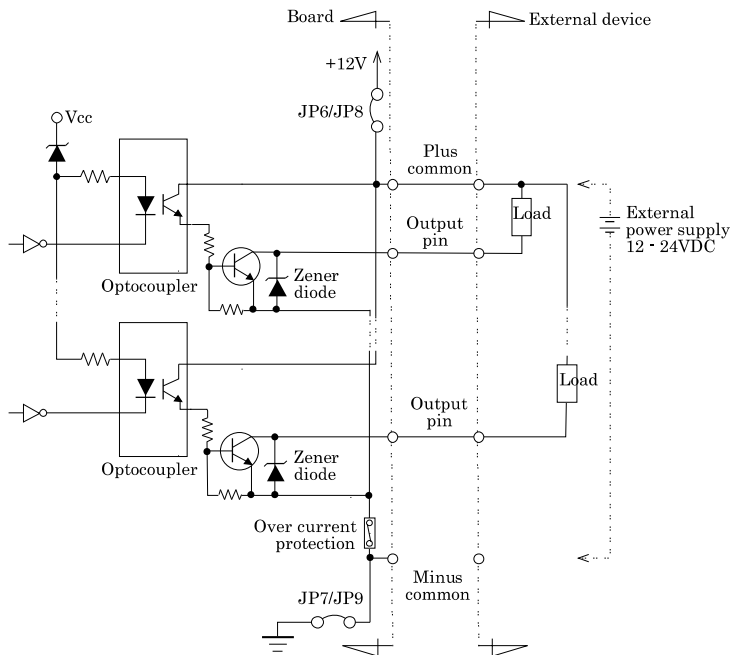 Board
External device
+12V
JP6/JP8
Vcc
Plus
common
Load
Output
pin
External
power supply
12 - 24VDC
Zener
diode
Optocoupler
Load
Output
pin
Zener
diode
Optocoupler
Over current
protection
Minus
common
JP7/JP9